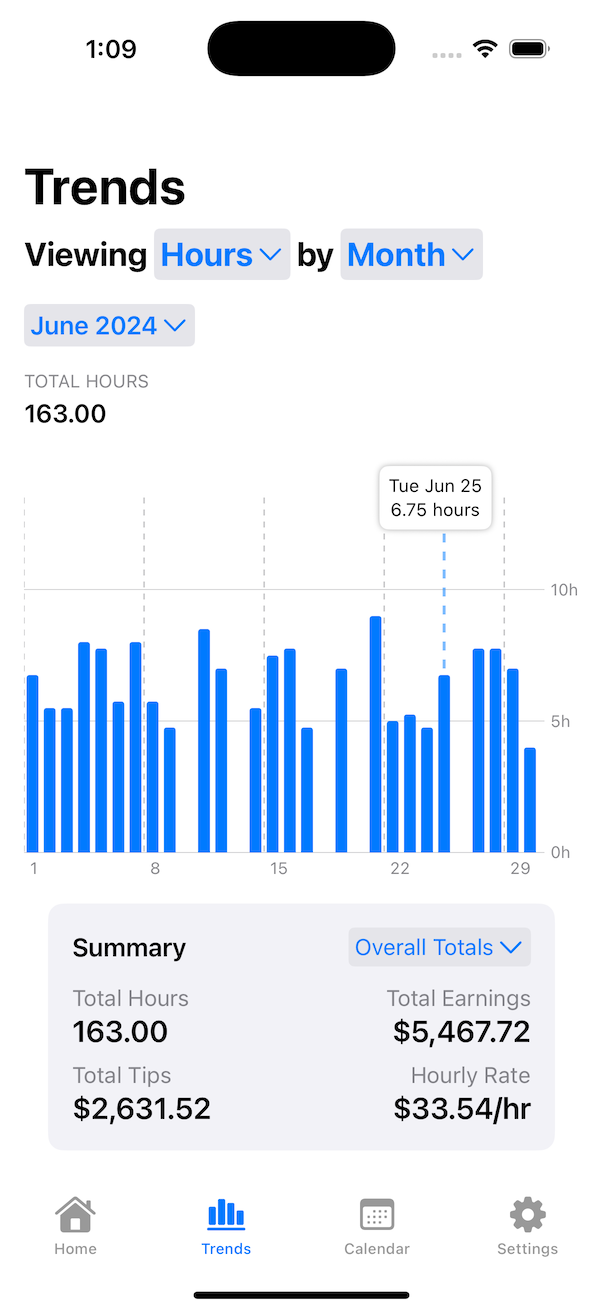 1:09
Trends
Viewing Hours by Month
June 2024
TOTAL HOURS
163.00
Tue Jun 25
6.75 hours
10h
5h
0h
1 8 15 22 29
Summary Overall Totals
Total Hours Total Earnings
163.00 $5,467.72
Total Tips Hourly Rate
$2,631.52 $33.54/hr
Home Trends Calendar Settings